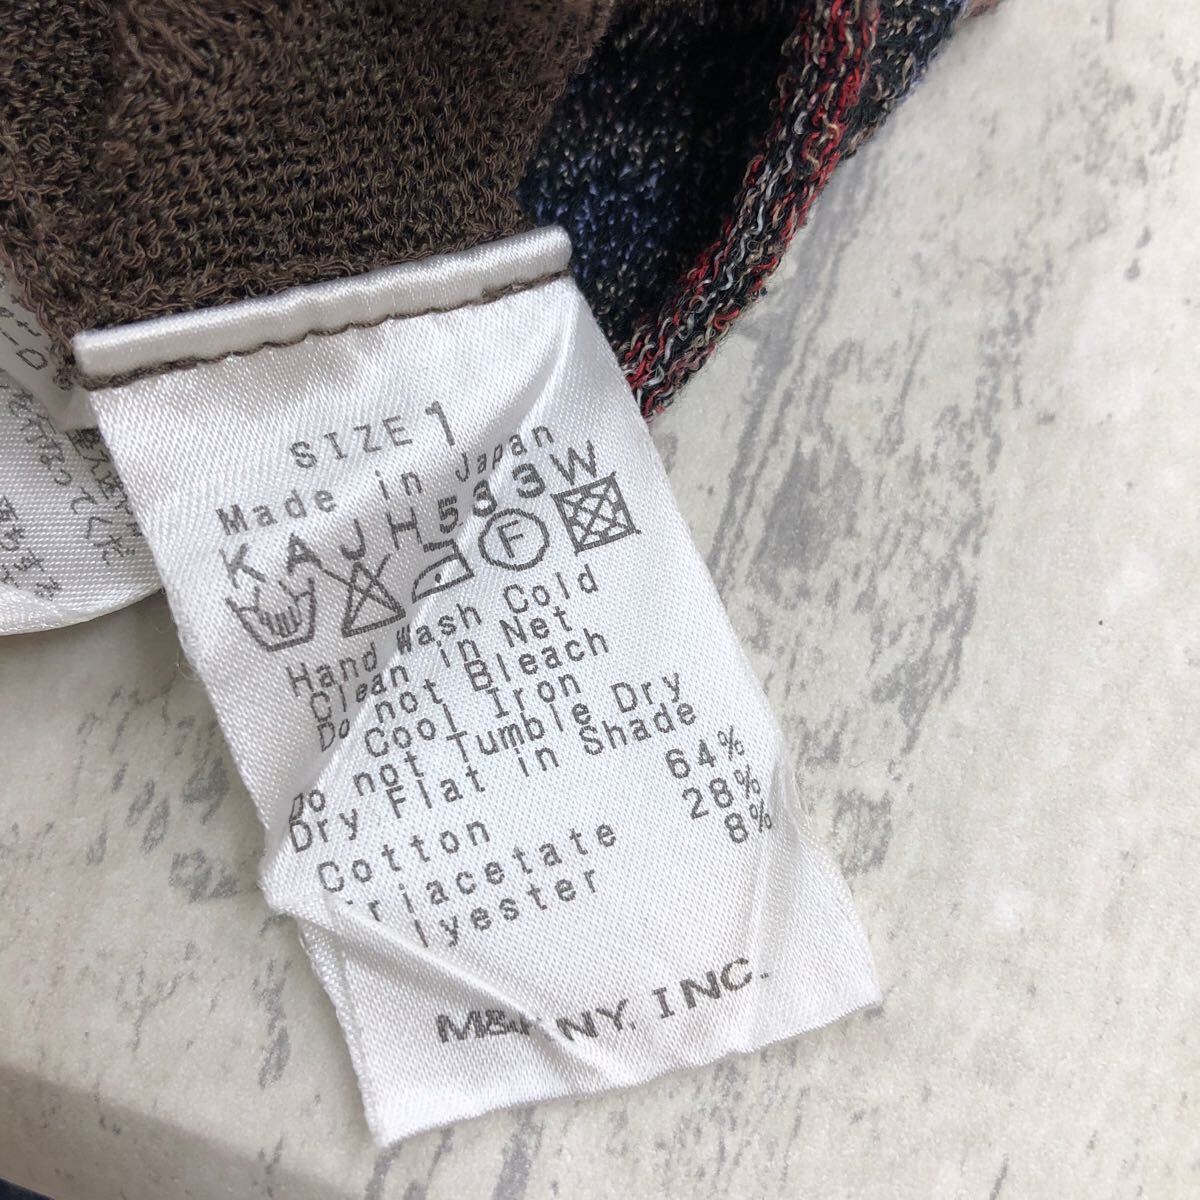 SIZE 1
Made in Japan
KAJH533W
F
Hand Wash Cold
Clean in Net
Do not Bleach
Cool Iron
Do not Tumble Dry
Dry Flat in Shade
Cotton 64%
riacetate 28%
lyester 8%
NY. INC.